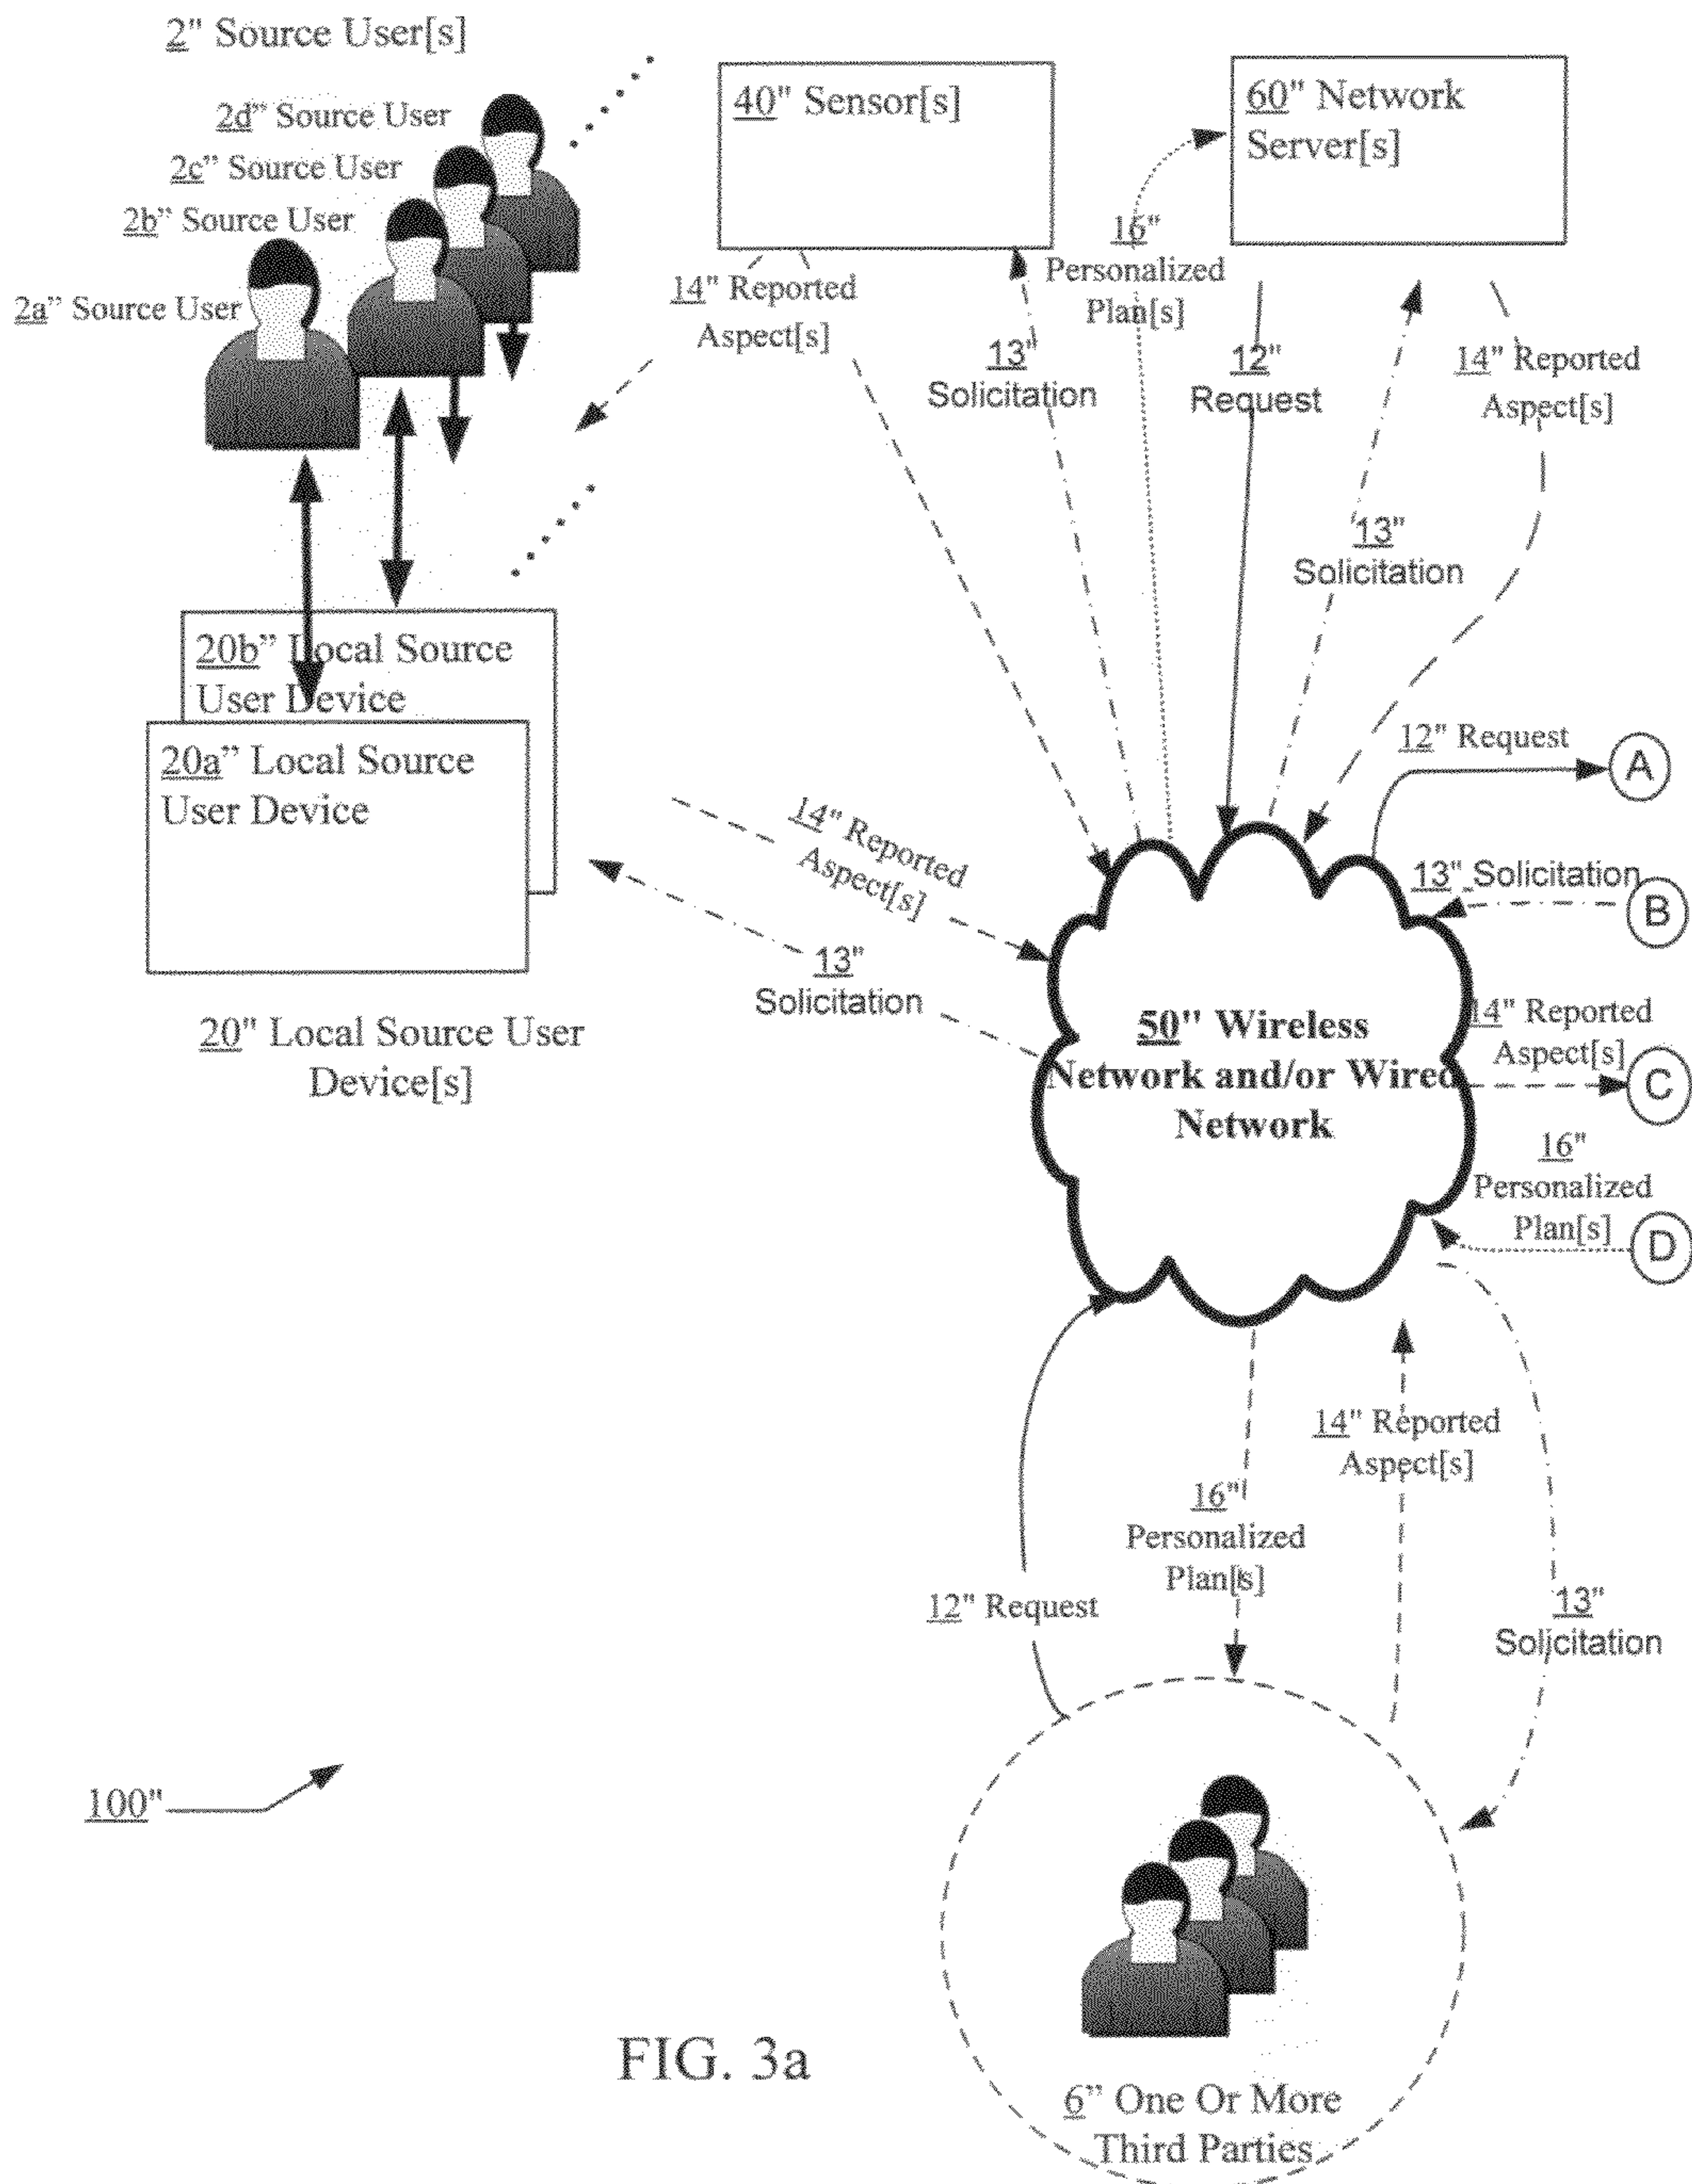 2" Source User[s]
2d” Source User
2c” Source User
2b” Source User
2a” Source User
40" Sensor[s]
60" Network
Server[s]
14" Reported
Aspect[s]
13"
Solicitation
16"
Personalized
Plan[s]
12"
Request
14" Reported
Aspect[s]
13"
Solicitation
20b” Local Source
User Device
20a” Local Source
User Device
20" Local Source User
Device[s]
14" Reported
Aspect[s]
13"
Solicitation
12" Request
A
13" Solicitation
B
50" Wireless
Network and/or Wired
Network
14" Reported
Aspect[s]
C
16"
Personalized
Plan[s]
D
12" Request
16"
Personalized
Plan[s]
14" Reported
Aspect[s]
13"
Solicitation
100"
FIG. 3a
6” One Or More
Third Parties